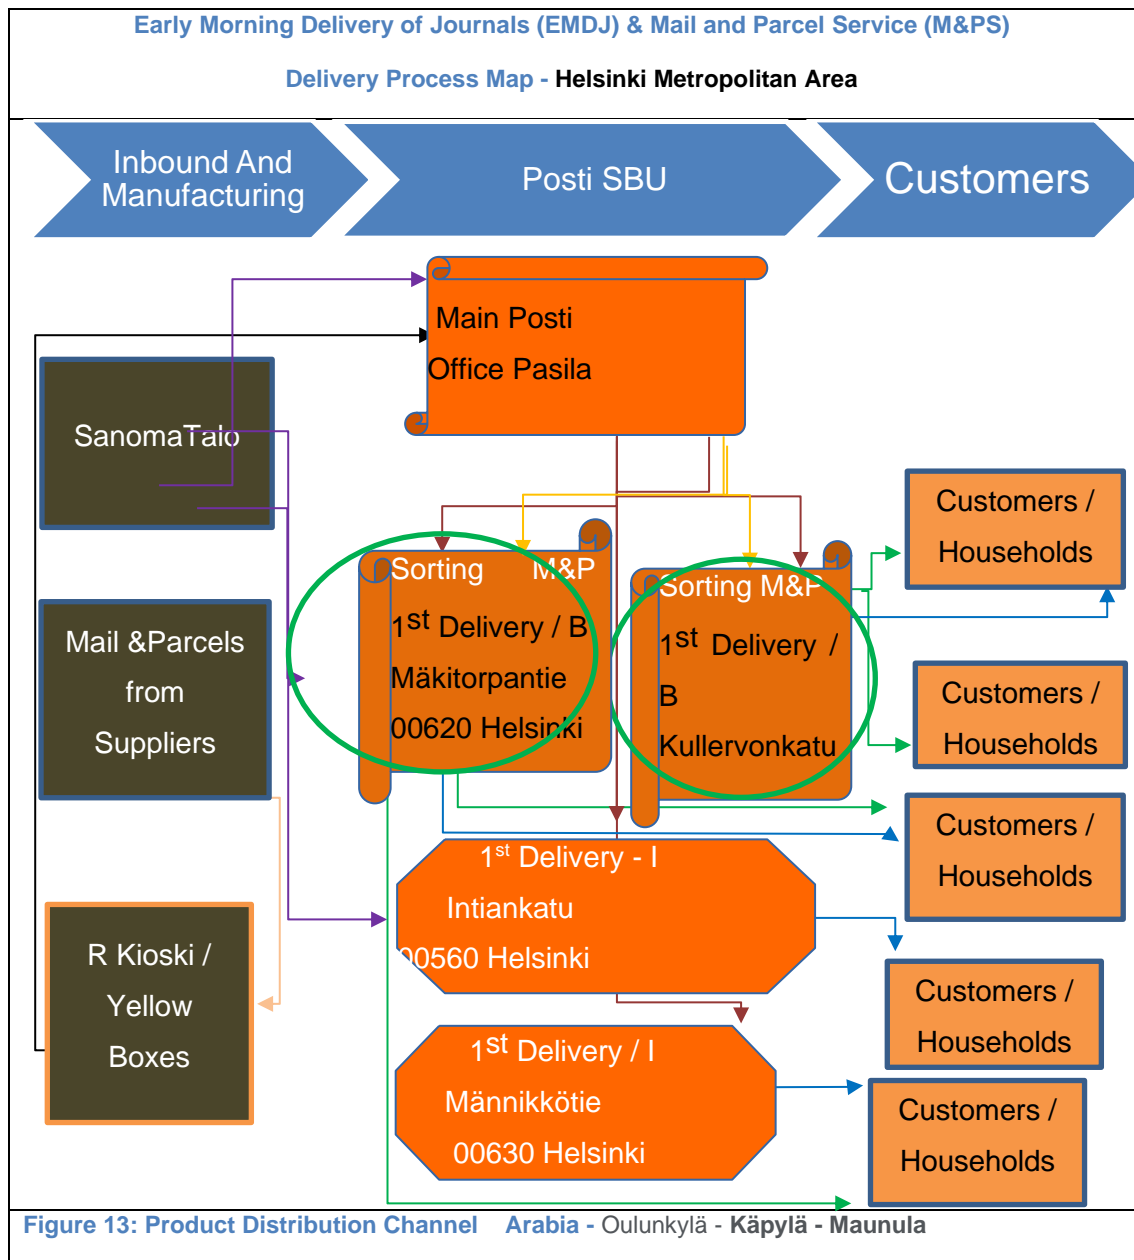 Early Morning Delivery of Journals (EMDJ) & Mail and Parcel Service (M&PS)
Delivery Process Map - Helsinki Metropolitan Area
Inbound And
Manufacturing
Posti SBU
Customers
Main Posti
Office Pasila
SanomaTalo
Mail &Parcels
from
Suppliers
R Kioski /
Yellow
Boxes
Sorting M&P
1st Delivery / B
Mäkitorpantie
00620 Helsinki
Sorting M&P
1st Delivery /
B
Kullervonkatu
1st Delivery - I
Intiankatu
00560 Helsinki
1st Delivery / I
Männikkötie
00630 Helsinki
Customers /
Households
Customers /
Households
Customers /
Households
Customers /
Households
Customers /
Households
Figure 13: Product Distribution Channel Arabia - Oulunkylä - Käpylä - Maunula